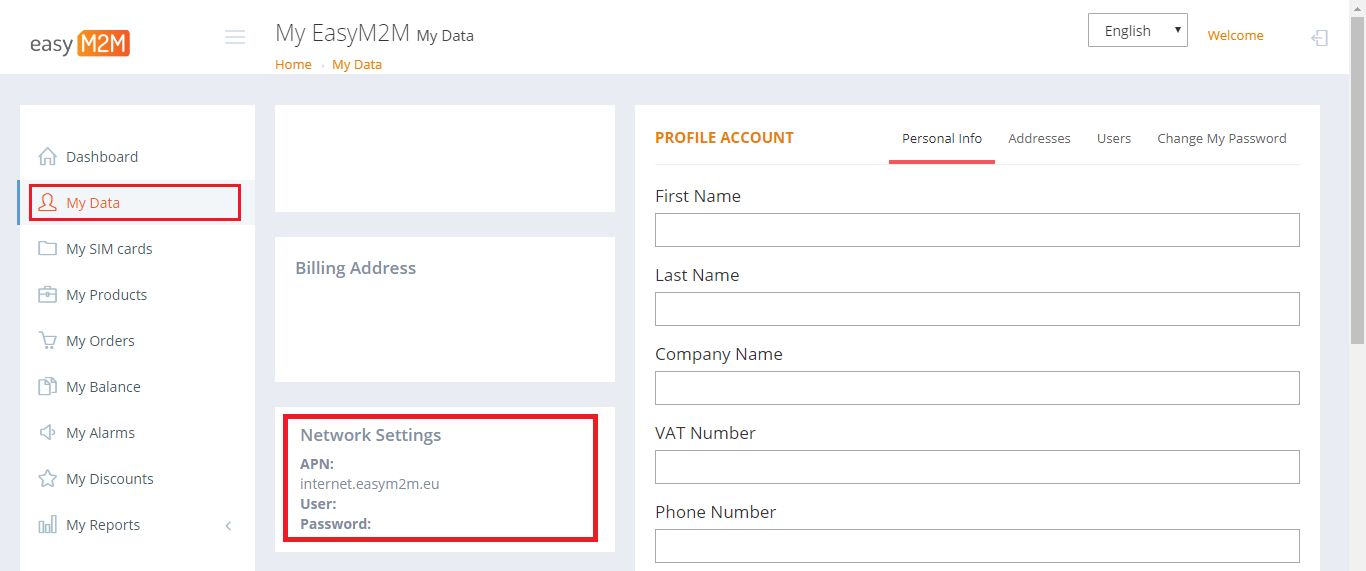 easy M2M
My EasyM2M My Data
Home › My Data
English
Welcome
Dashboard
My Data
My SIM cards
My Products
My Orders
My Balance
My Alarms
My Discounts
My Reports
Billing Address
Network Settings
APN:
internet.easym2m.eu
User:
Password:
PROFILE ACCOUNT
Personal Info Addresses Users Change My Password
First Name
Last Name
Company Name
VAT Number
Phone Number